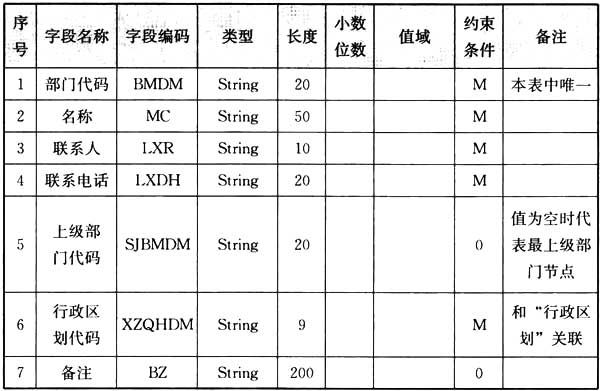 序号 字段名称 字段编码 类型 长度 小数位数 值域 约束条件 备注
1 部门代码 BMDM String 20 M 本表中唯一
2 名称 MC String 50 M
3 联系人 LXR String 10 M
4 联系电话 LXDH String 20 M
5 上级部门代码 SJBMDM String 20 0 值为空时代表最上级部门节点
6 行政区划代码 XZQHDM String 9 M 和“行政区划”关联
7 备注 BZ String 200 0